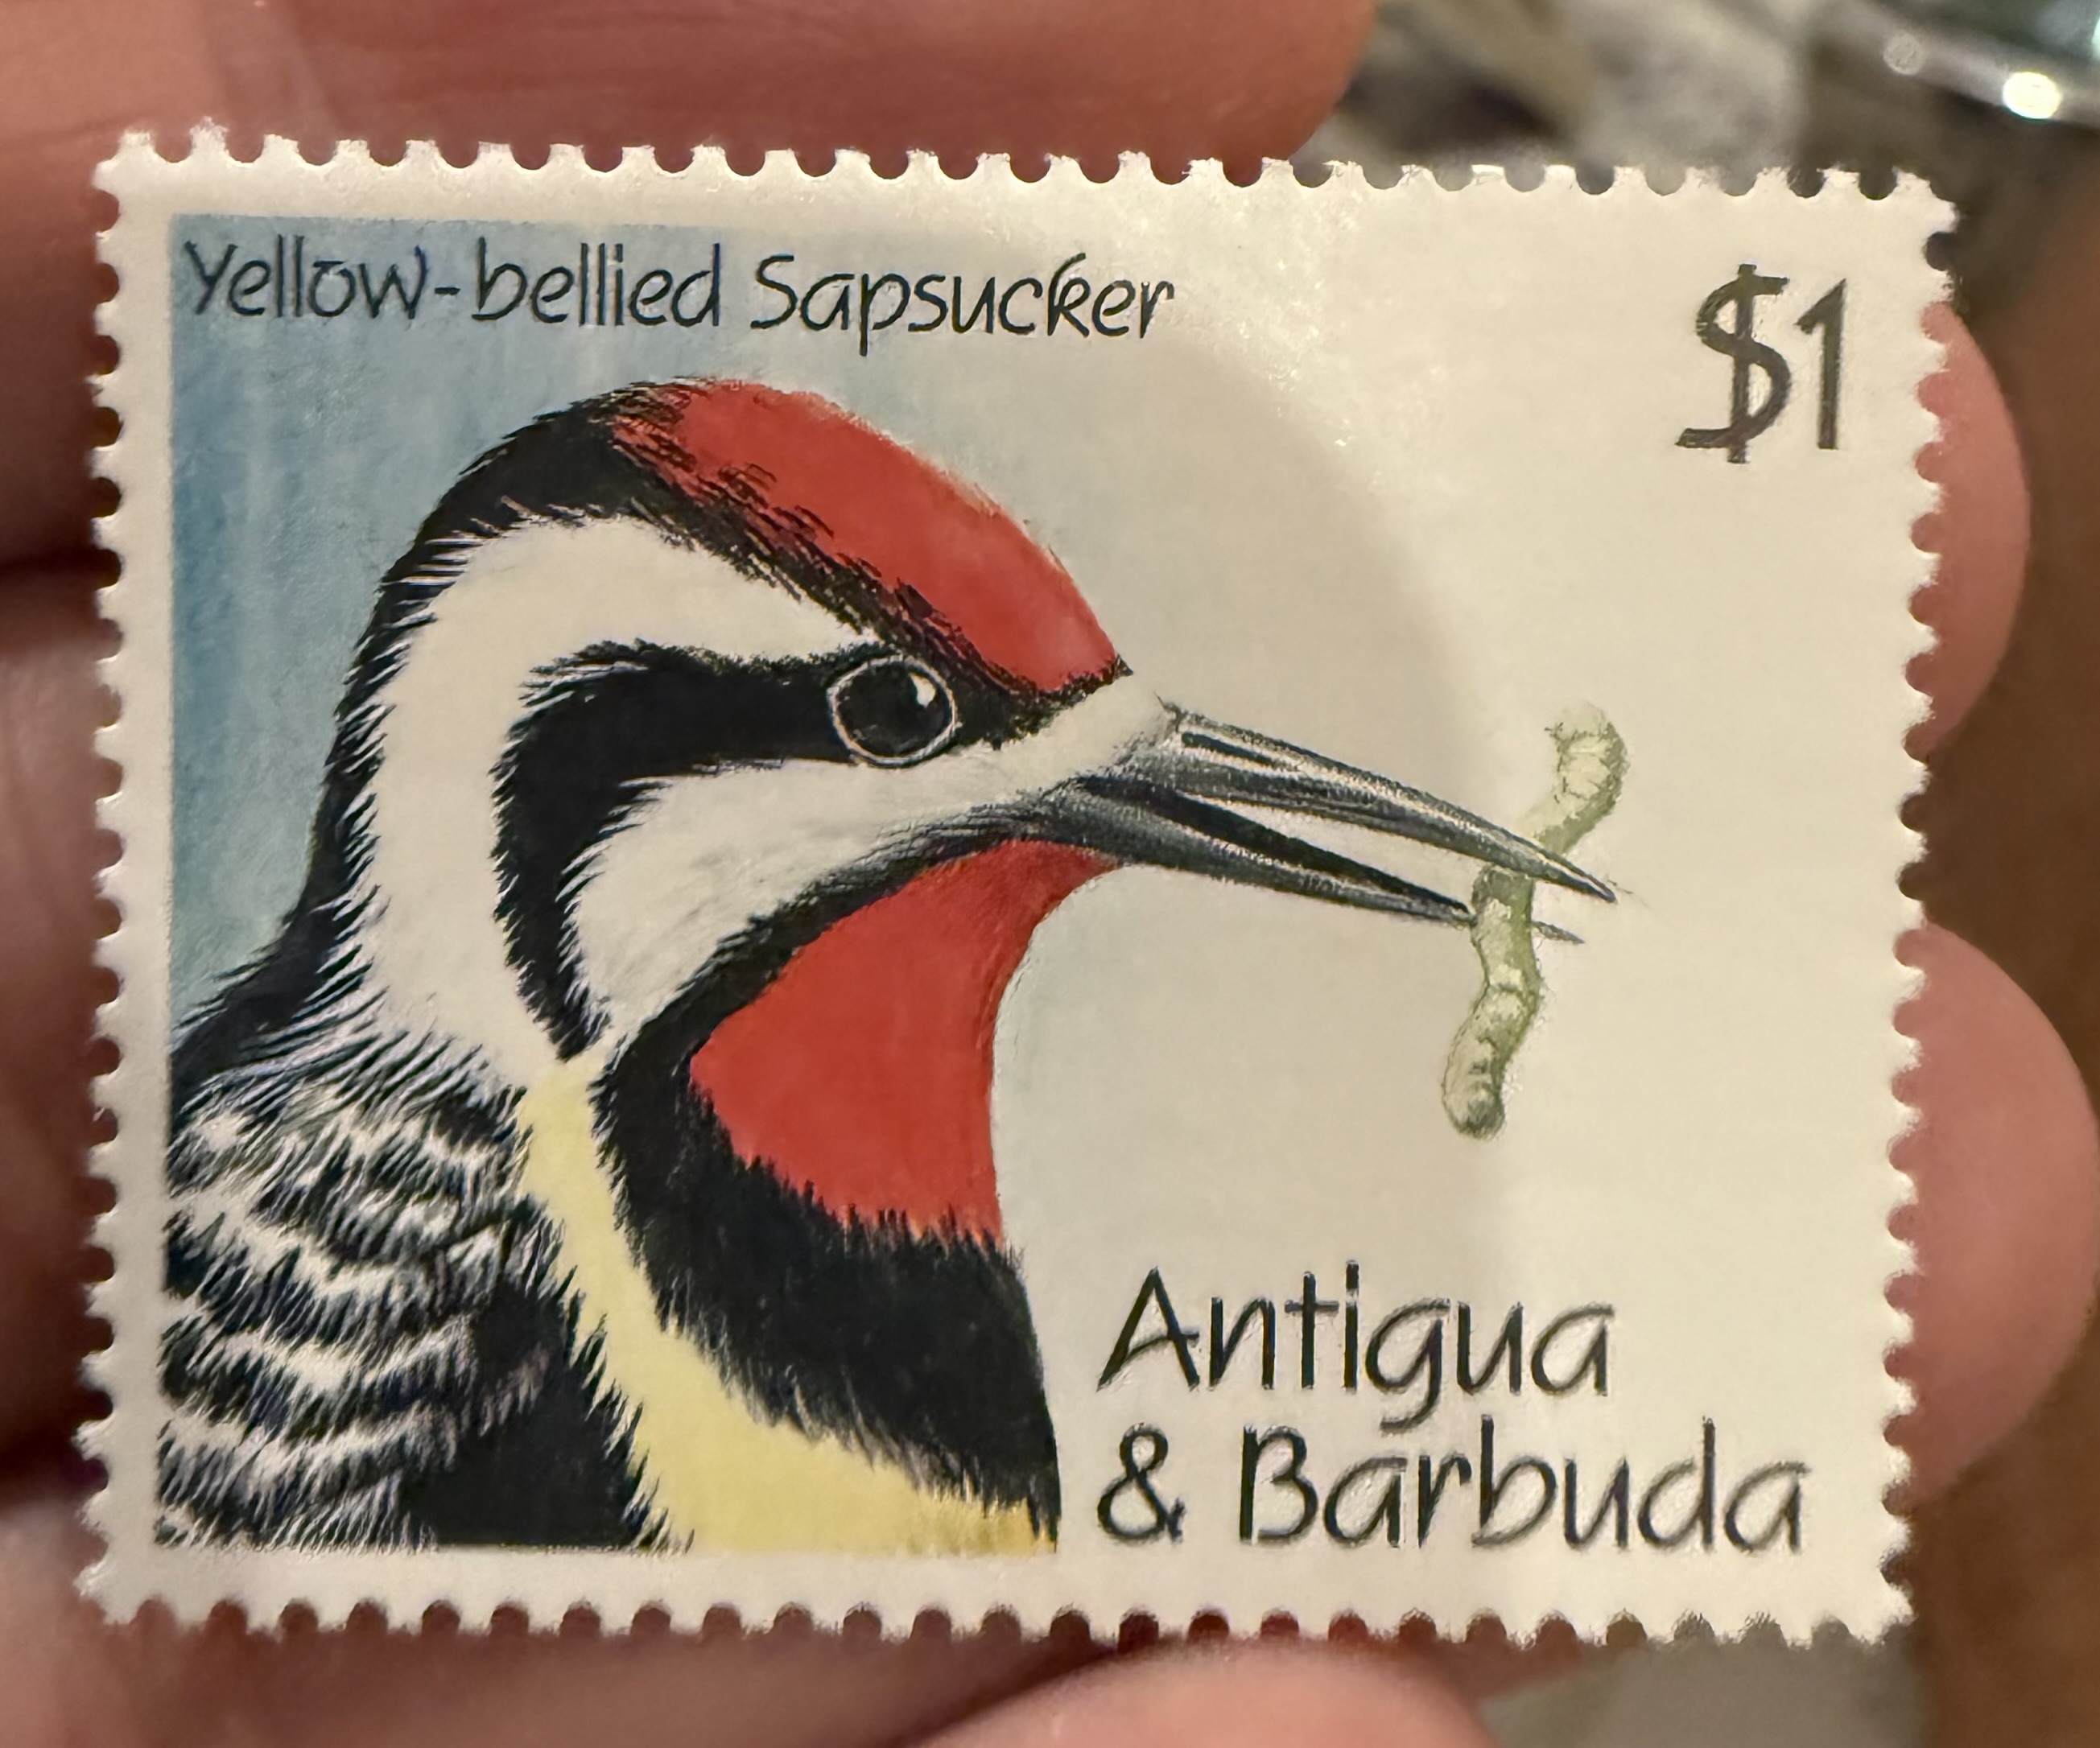 Yellow-bellied Sapsucker
$1
Antigua
& Barbuda